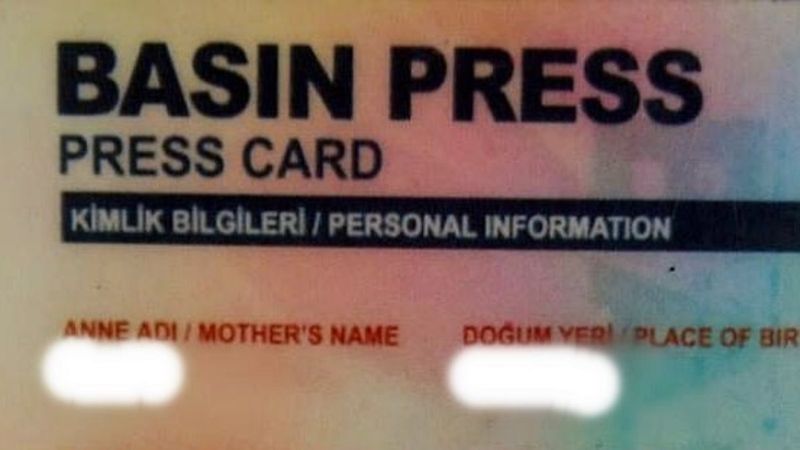 BASIN PRESS
PRESS CARD
KİMLİK BİLGİLERİ / PERSONAL INFORMATION
ANNE ADI / MOTHER'S NAME
DOĞUM YERİ / PLACE OF BIR